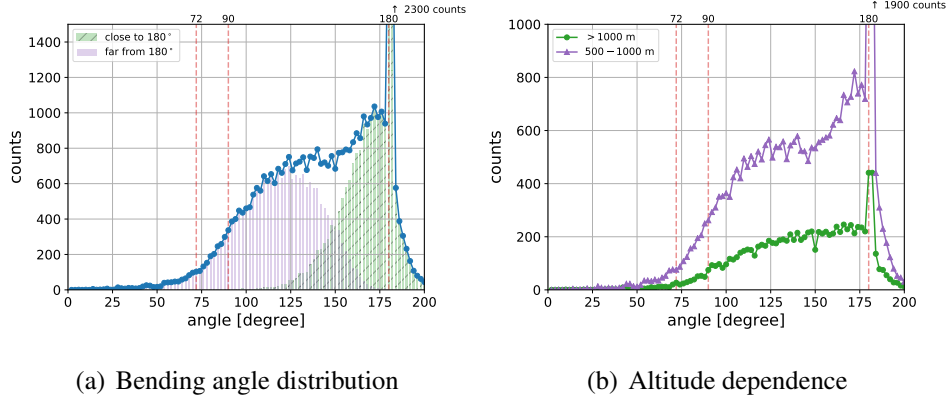 ↑ 2300 counts
72 90 180
1400
1200
1000
800
600
400
200
0
counts
close to 180°
far from 180°
0 25 50 75 100 125 150 175 200
angle [degree]
(a) Bending angle distribution
↑ 1900 counts
72 90 180
1000
800
600
400
200
0
counts
>1000 m
500−1000 m
0 25 50 75 100 125 150 175 200
angle [degree]
(b) Altitude dependence